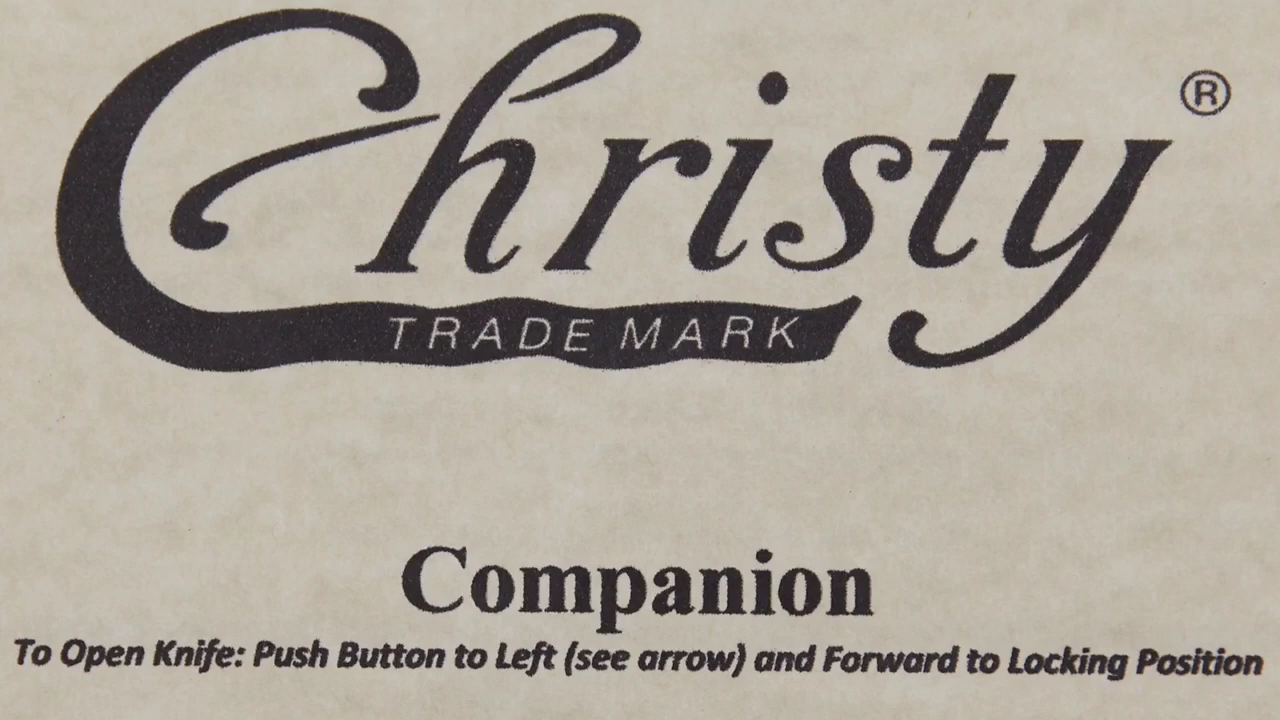 Christy®
TRADE MARK
Companion
To Open Knife: Push Button to Left (see arrow) and Forward to Locking Position